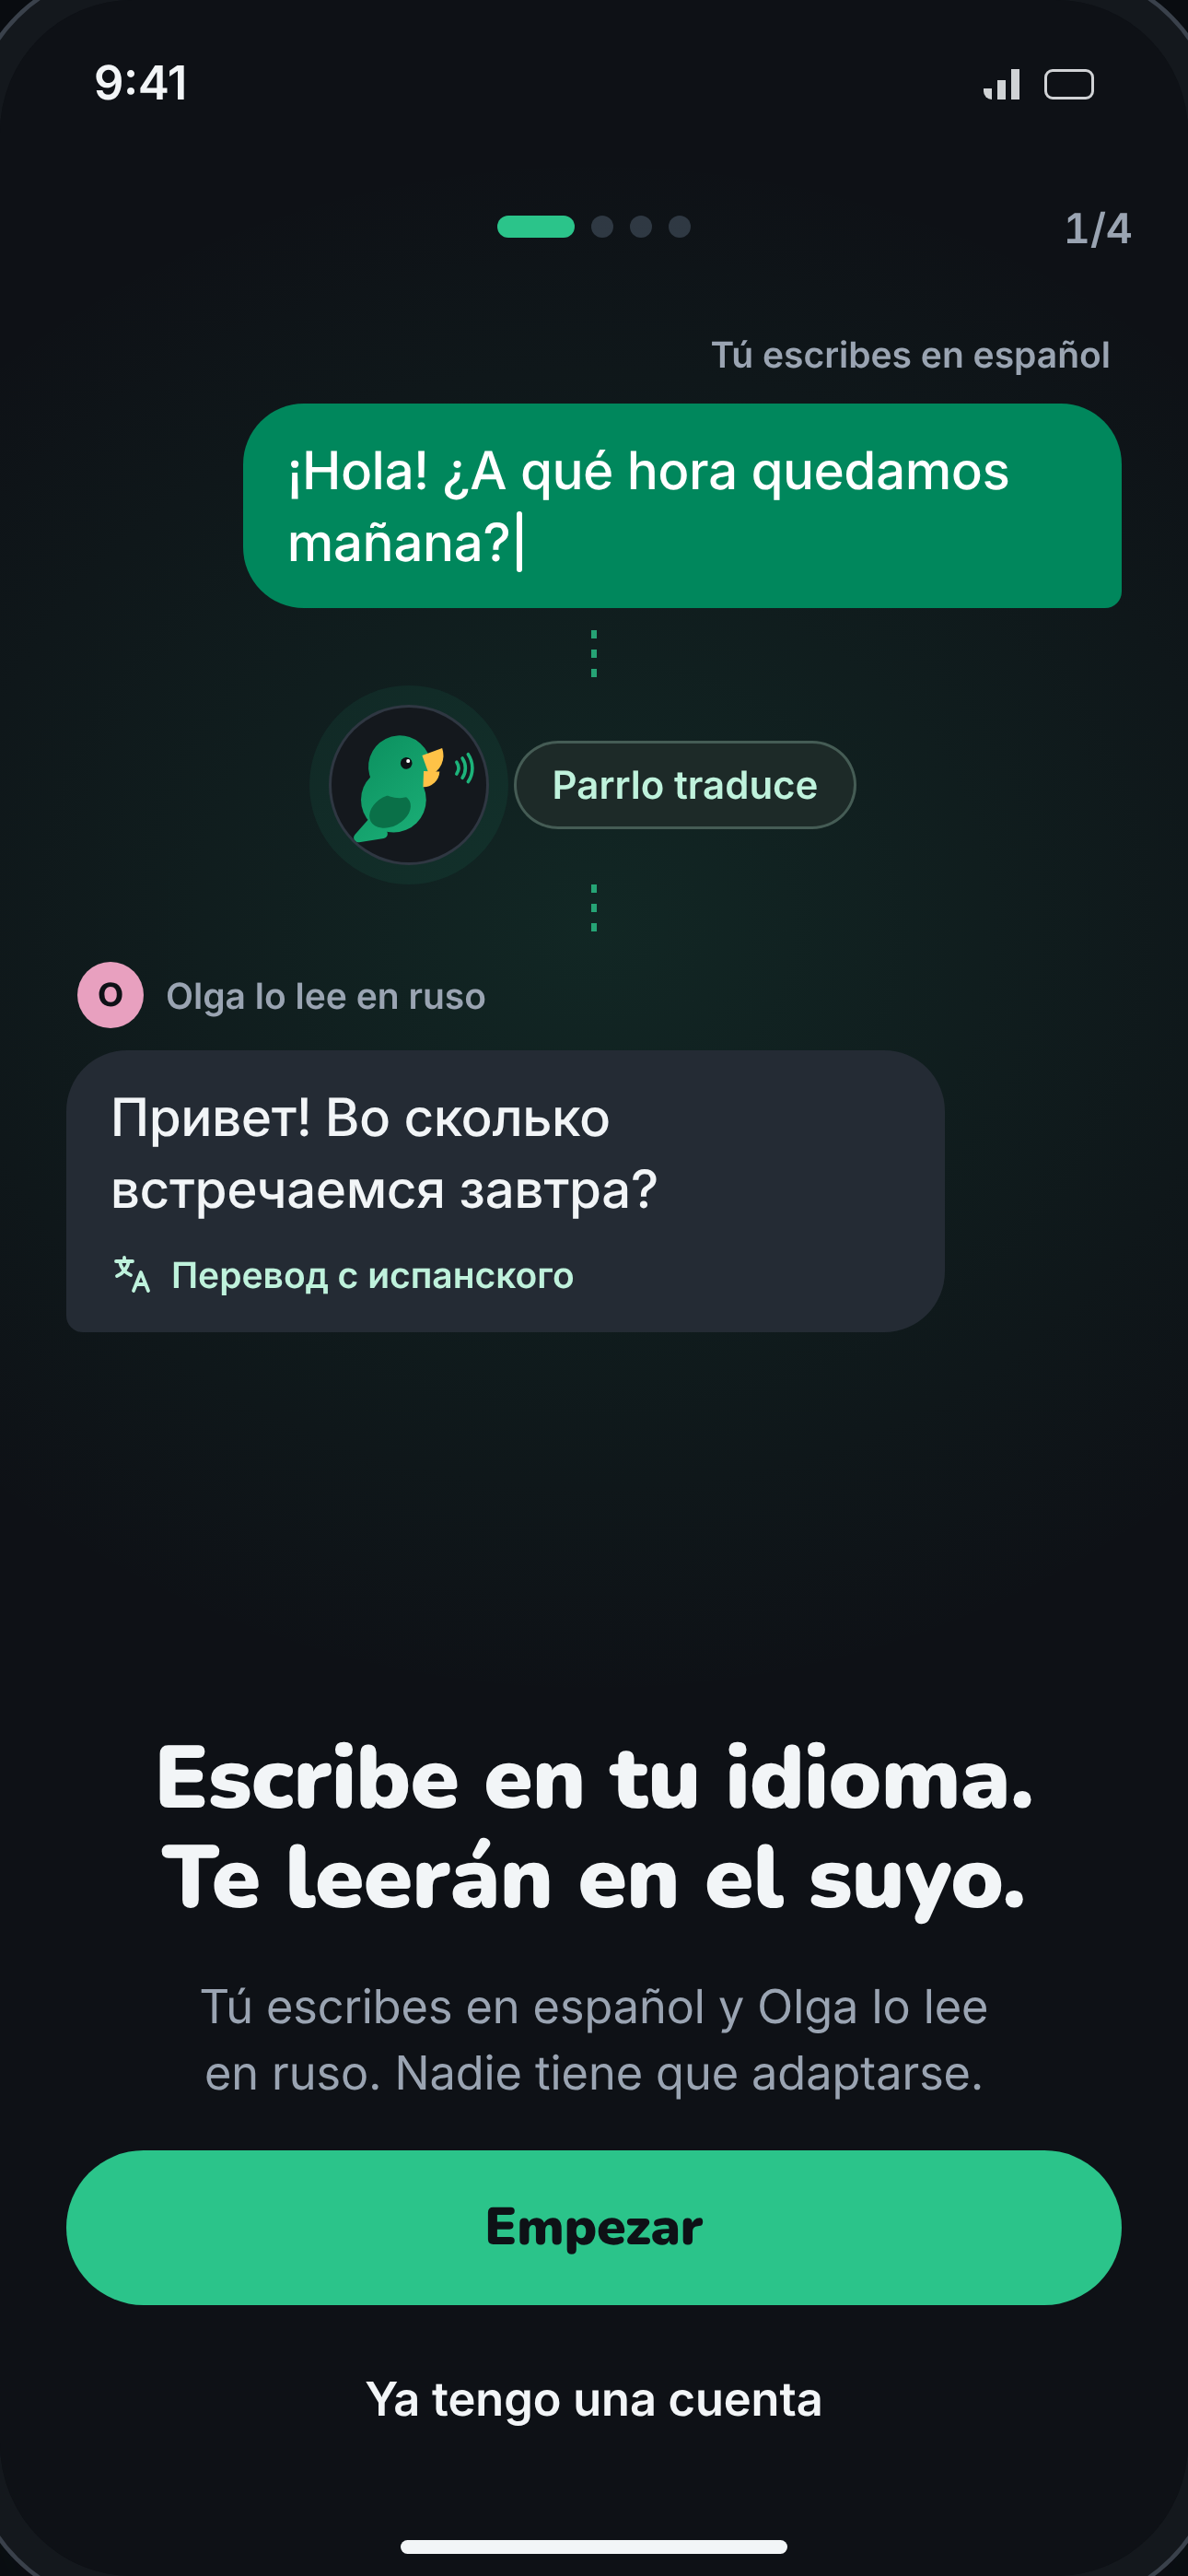 9:41
1/4
Tú escribes en español
¡Hola! ¿A qué hora quedamos
mañana?
Parrlo traduce
O
Olga lo lee en ruso
Привет! Во сколько
встречаемся завтра?
Перевод с испанского
Escribe en tu idioma.
Te leerán en el suyo.
Tú escribes en español y Olga lo lee
en ruso. Nadie tiene que adaptarse.
Empezar
Ya tengo una cuenta